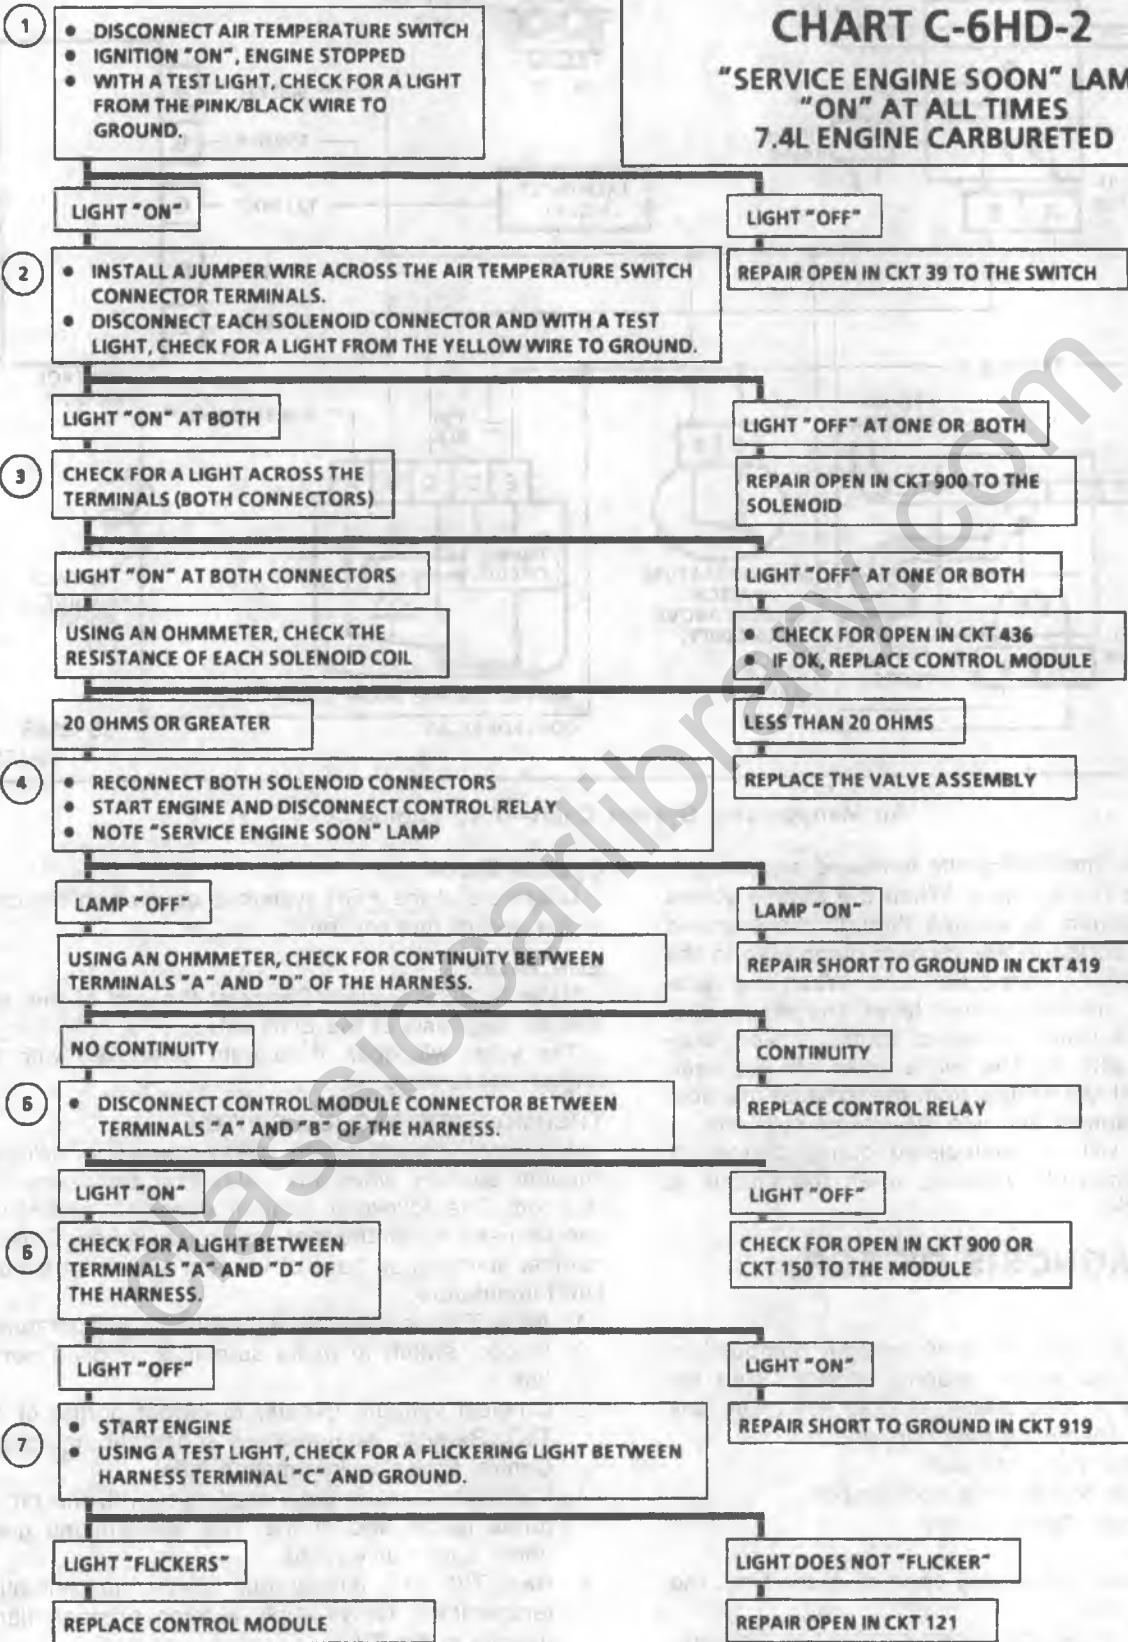 CHART C-6HD-2
"SERVICE ENGINE SOON" LAM
"ON" AT ALL TIMES
7.4L ENGINE CARBURETED
1
• DISCONNECT AIR TEMPERATURE SWITCH
• IGNITION "ON", ENGINE STOPPED
• WITH A TEST LIGHT, CHECK FOR A LIGHT
FROM THE PINK/BLACK WIRE TO
GROUND.
LIGHT "ON"
LIGHT "OFF"
REPAIR OPEN IN CKT 39 TO THE SWITCH
2
• INSTALL A JUMPER WIRE ACROSS THE AIR TEMPERATURE SWITCH
CONNECTOR TERMINALS.
• DISCONNECT EACH SOLENOID CONNECTOR AND WITH A TEST
LIGHT, CHECK FOR A LIGHT FROM THE YELLOW WIRE TO GROUND.
LIGHT "ON" AT BOTH
LIGHT "OFF" AT ONE OR BOTH
REPAIR OPEN IN CKT 900 TO THE
SOLENOID
3
CHECK FOR A LIGHT ACROSS THE
TERMINALS (BOTH CONNECTORS)
LIGHT "ON" AT BOTH CONNECTORS
LIGHT "OFF" AT ONE OR BOTH
USING AN OHMMETER, CHECK THE
RESISTANCE OF EACH SOLENOID COIL
• CHECK FOR OPEN IN CKT 436
• IF OK, REPLACE CONTROL MODULE
20 OHMS OR GREATER
LESS THAN 20 OHMS
REPLACE THE VALVE ASSEMBLY
4
• RECONNECT BOTH SOLENOID CONNECTORS
• START ENGINE AND DISCONNECT CONTROL RELAY
• NOTE "SERVICE ENGINE SOON" LAMP
LAMP "OFF"
LAMP "ON"
REPAIR SHORT TO GROUND IN CKT 419
USING AN OHMMETER, CHECK FOR CONTINUITY BETWEEN
TERMINALS "A" AND "D" OF THE HARNESS.
NO CONTINUITY
CONTINUITY
REPLACE CONTROL RELAY
5
• DISCONNECT CONTROL MODULE CONNECTOR BETWEEN
TERMINALS "A" AND "B" OF THE HARNESS.
LIGHT "ON"
LIGHT "OFF"
CHECK FOR OPEN IN CKT 900 OR
CKT 150 TO THE MODULE
6
CHECK FOR A LIGHT BETWEEN
TERMINALS "A" AND "D" OF
THE HARNESS.
LIGHT "OFF"
LIGHT "ON"
REPAIR SHORT TO GROUND IN CKT 919
7
• START ENGINE
• USING A TEST LIGHT, CHECK FOR A FLICKERING LIGHT BETWEEN
HARNESS TERMINAL "C" AND GROUND.
LIGHT "FLICKERS"
LIGHT DOES NOT "FLICKER"
REPLACE CONTROL MODULE
REPAIR OPEN IN CKT 121
classiccarlibrary.com